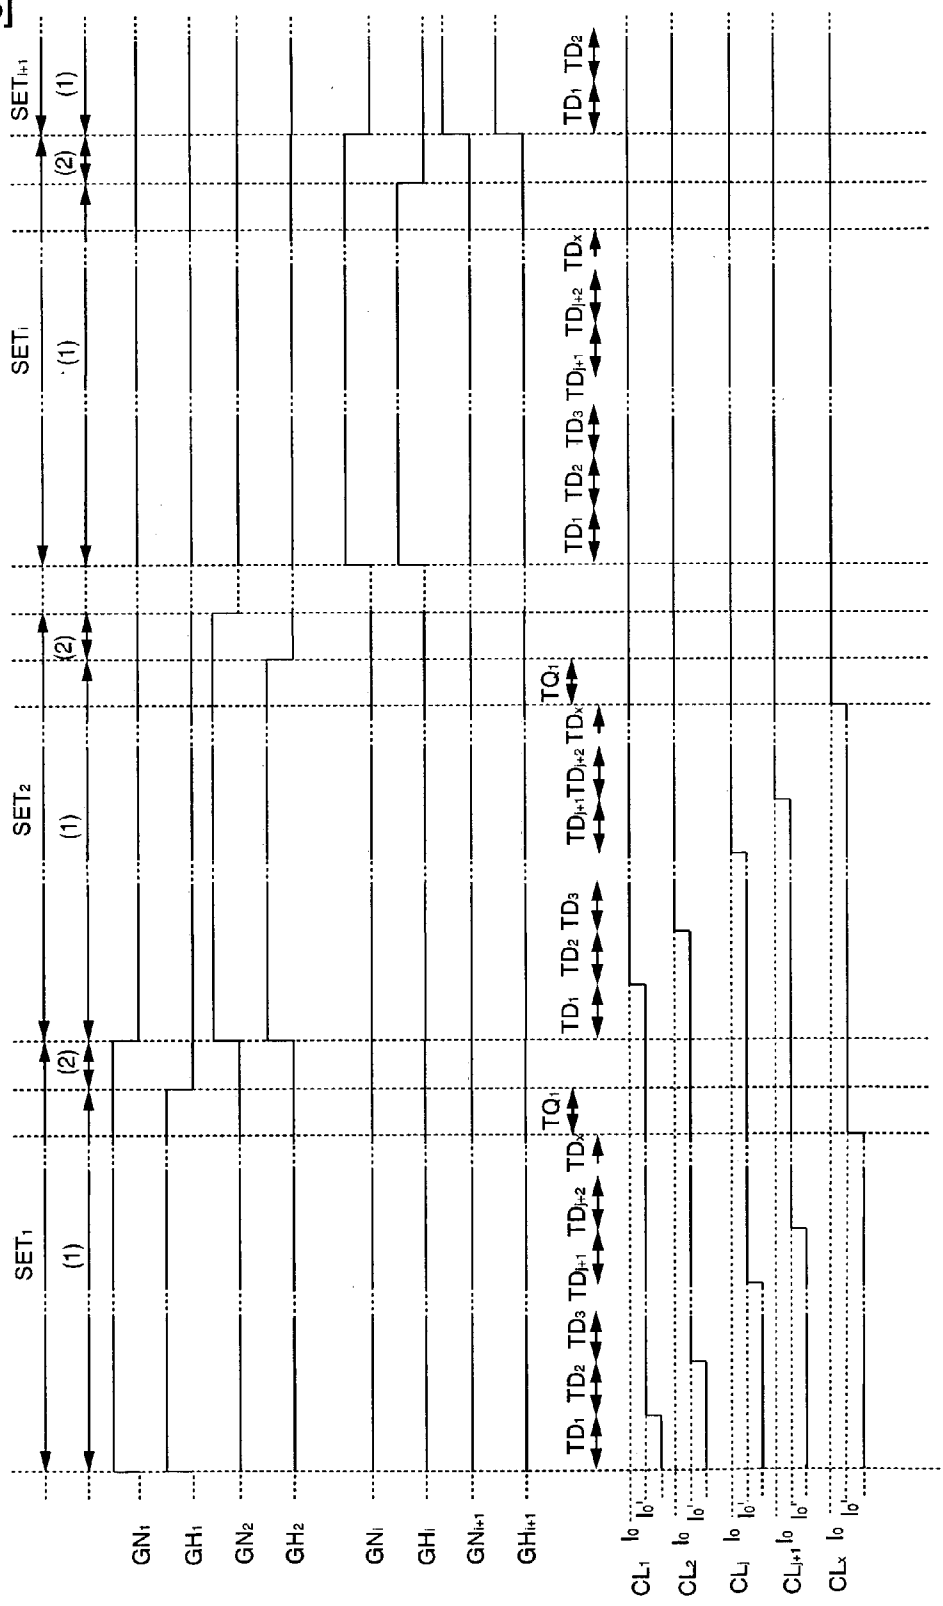 SET₁ SET₂ SETᵢ SETᵢ₊₁
(1) (2) (1) (2) (1) (2) (1)
GN₁
GH₁
GN₂
GH₂
GNᵢ
GHᵢ
GNᵢ₊₁
GHᵢ₊₁
TQ₁ TQ₁
TD₁ TD₂ TD₃ TDⱼ₊₁ TDⱼ₊₂ TDₓ TD₁ TD₂ TD₃ TDⱼ₊₁ TDⱼ₊₂ TDₓ TD₁ TD₂ TD₃ TDⱼ₊₁ TDⱼ₊₂ TDₓ TD₁ TD₂
CL₁ I₀ I₀'
CL₂ I₀ I₀'
CLⱼ I₀ I₀'
CLⱼ₊₁ I₀ I₀'
CLₓ I₀ I₀'